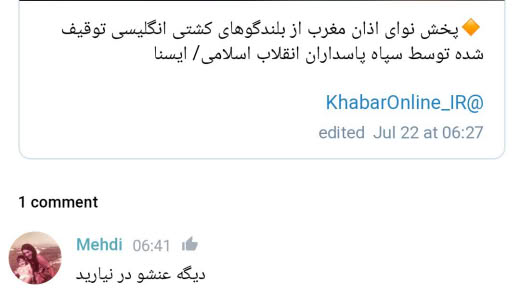 🔶پخش نوای اذان مغرب از بلندگوهای کشتی انگلیسی توقیف
شده توسط سپاه پاسداران انقلاب اسلامی/ ایسنا
@KhabarOnline_IR
edited Jul 22 at 06:27
1 comment
Mehdi 06:41
دیگه عنشو در نیارید